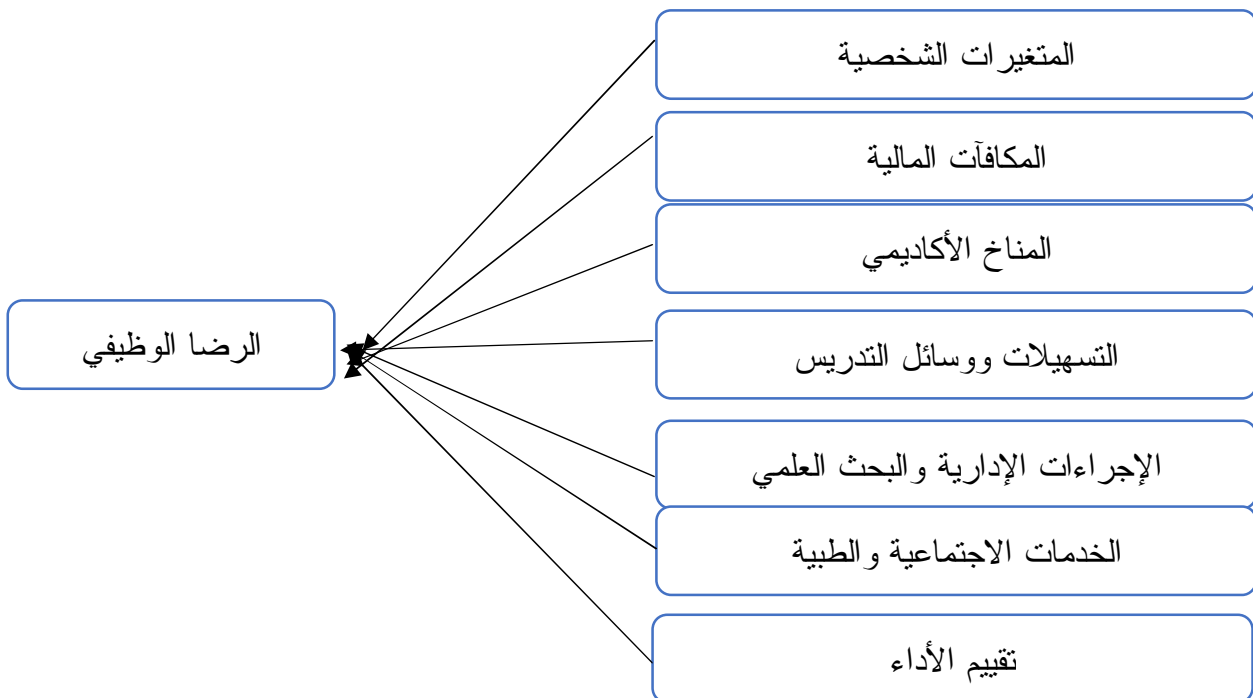 المتغيرات الشخصية
المكافآت المالية
المناخ الأكاديمي
الرضا الوظيفي
التسهيلات ووسائل التدريس
الإجراءات الإدارية والبحث العلمي
الخدمات الاجتماعية والطبية
تقييم الأداء